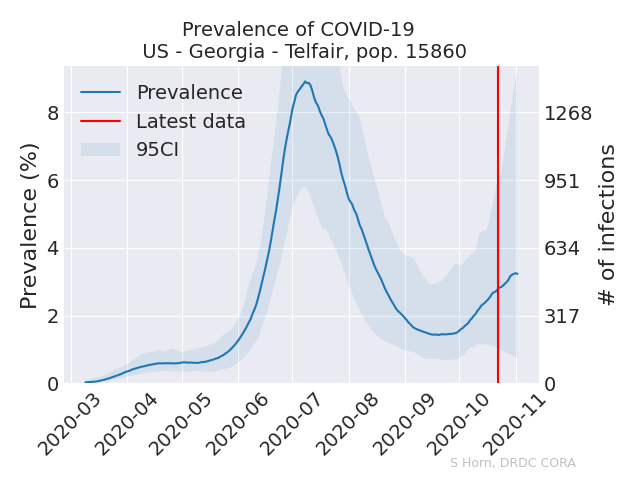 Prevalence of COVID-19
US - Georgia - Telfair, pop. 15860
Prevalence
Latest data
95CI
Prevalence (%)
8
6
4
2
0
1268
951
634
317
0
# of infections
2020-03
2020-04
2020-05
2020-06
2020-07
2020-08
2020-09
2020-10
2020-11
S Horn, DRDC CORA